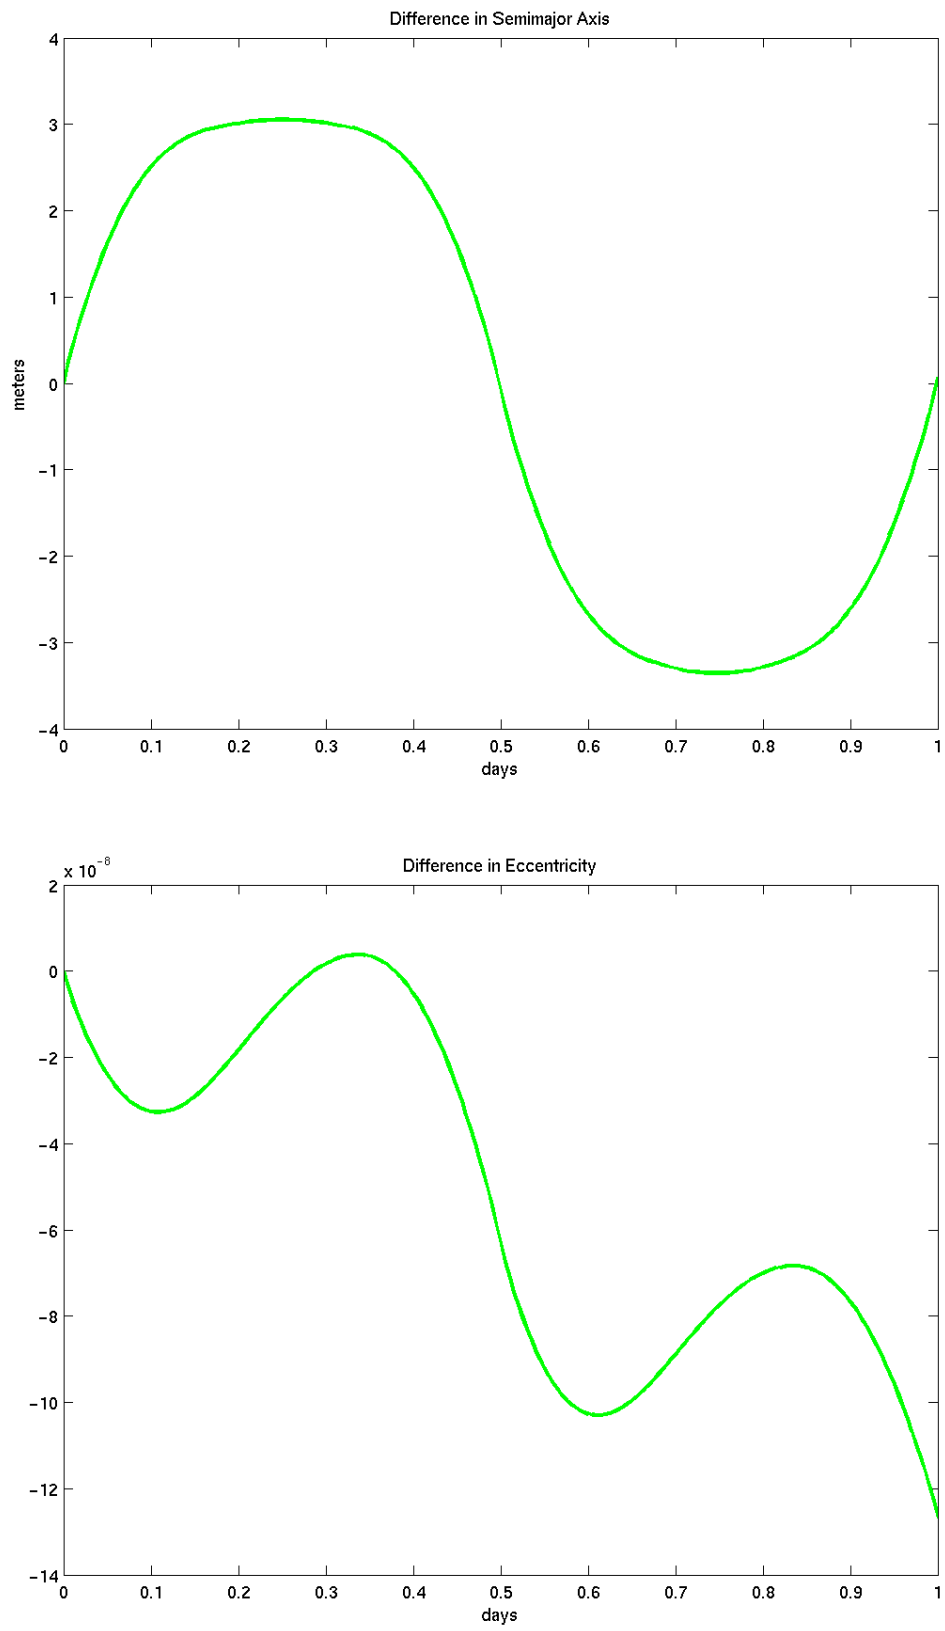 Difference in Semimajor Axis
4
3
2
1
0
−1
−2
−3
−4
meters
0 0.1 0.2 0.3 0.4 0.5 0.6 0.7 0.8 0.9 1
days
x 10⁻⁸
Difference in Eccentricity
2
0
−2
−4
−6
−8
−10
−12
−14
0 0.1 0.2 0.3 0.4 0.5 0.6 0.7 0.8 0.9 1
days